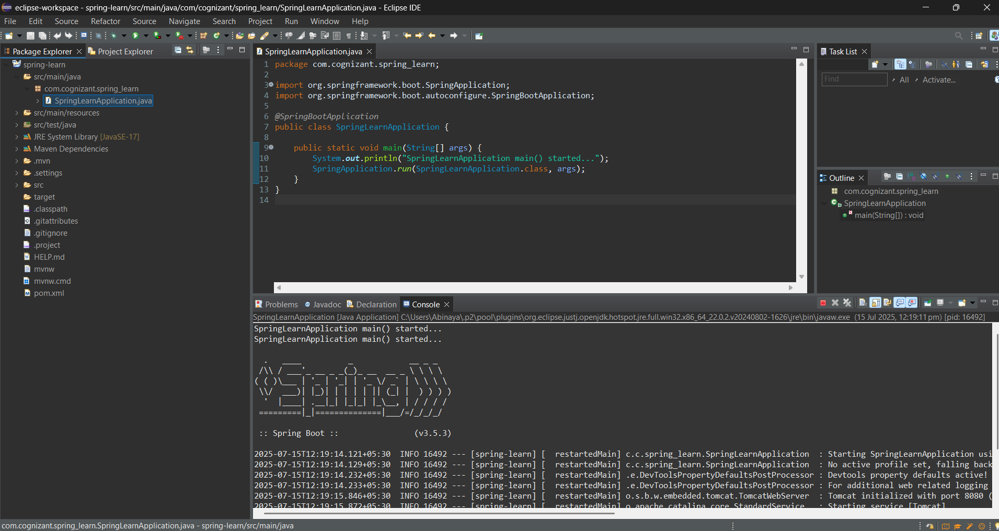 eclipse-workspace - spring-learn/src/main/java/com/cognizant/spring_learn/SpringLearnApplication.java - Eclipse IDE
File Edit Source Refactor Source Navigate Search Project Run Window Help
Package Explorer
Project Explorer
spring-learn
src/main/java
com.cognizant.spring_learn
SpringLearnApplication.java
src/main/resources
src/test/java
JRE System Library [JavaSE-17]
Maven Dependencies
.mvn
.settings
src
target
.classpath
.gitattributes
.gitignore
.project
HELP.md
mvnw
mvnw.cmd
pom.xml
SpringLearnApplication.java
1 package com.cognizant.spring_learn;
2
3 import org.springframework.boot.SpringApplication;
4 import org.springframework.boot.autoconfigure.SpringBootApplication;
5
6 @SpringBootApplication
7 public class SpringLearnApplication {
8
9 public static void main(String[] args) {
10 System.out.println("SpringLearnApplication main() started...");
11 SpringApplication.run(SpringLearnApplication.class, args);
12 }
13 }
14
Task List
Find
All
Activate...
Outline
com.cognizant.spring_learn
SpringLearnApplication
main(String[]) : void
Problems Javadoc Declaration Console
SpringLearnApplication [Java Application] C:\Users\Abinaya\.p2\pool\plugins\org.eclipse.justj.openjdk.hotspot.jre.full.win32.x86_64_22.0.2.v20240802-1626\jre\bin\javaw.exe (15 Jul 2025, 12:19:11 pm) [pid: 16492]
SpringLearnApplication main() started...
SpringLearnApplication main() started...
Spring
:: Spring Boot :: (v3.5.3)
2025-07-15T12:19:14.121+05:30 INFO 16492 --- [spring-learn] [ restartedMain] c.c.spring_learn.SpringLearnApplication : Starting SpringLearnApplication usi
2025-07-15T12:19:14.129+05:30 INFO 16492 --- [spring-learn] [ restartedMain] c.c.spring_learn.SpringLearnApplication : No active profile set, falling back
2025-07-15T12:19:14.232+05:30 INFO 16492 --- [spring-learn] [ restartedMain] .e.DevToolsPropertyDefaultsPostProcessor : Devtools property defaults active!
2025-07-15T12:19:14.233+05:30 INFO 16492 --- [spring-learn] [ restartedMain] .e.DevToolsPropertyDefaultsPostProcessor : For additional web related logging
2025-07-15T12:19:15.846+05:30 INFO 16492 --- [spring-learn] [ restartedMain] o.s.b.w.embedded.tomcat.TomcatWebServer : Tomcat initialized with port 8080 (
2025-07-15T12:19:15.872+05:30 INFO 16492 --- [spring-learn] [ restartedMain] o.apache.catalina.core.StandardService : Starting service [Tomcat]
com.cognizant.spring_learn.SpringLearnApplication.java - spring-learn/src/main/java